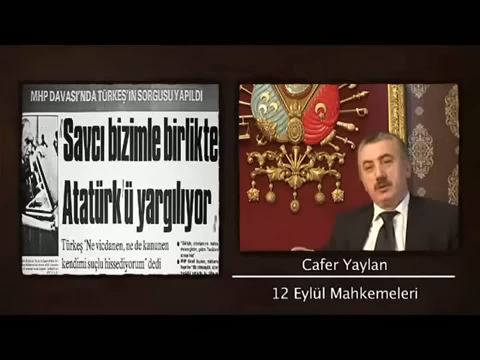 MHP DAVASI'NDA TÜRKEŞ'İN SORGUSU YAPILDI
'Savcı bizimle birlikte
Atatürk'ü yargılıyor
Türkeş 'Ne vicdanen, ne de kanunen
kendimi suçlu hissediyorum' dedi
Cafer Yaylan
12 Eylül Mahkemeleri